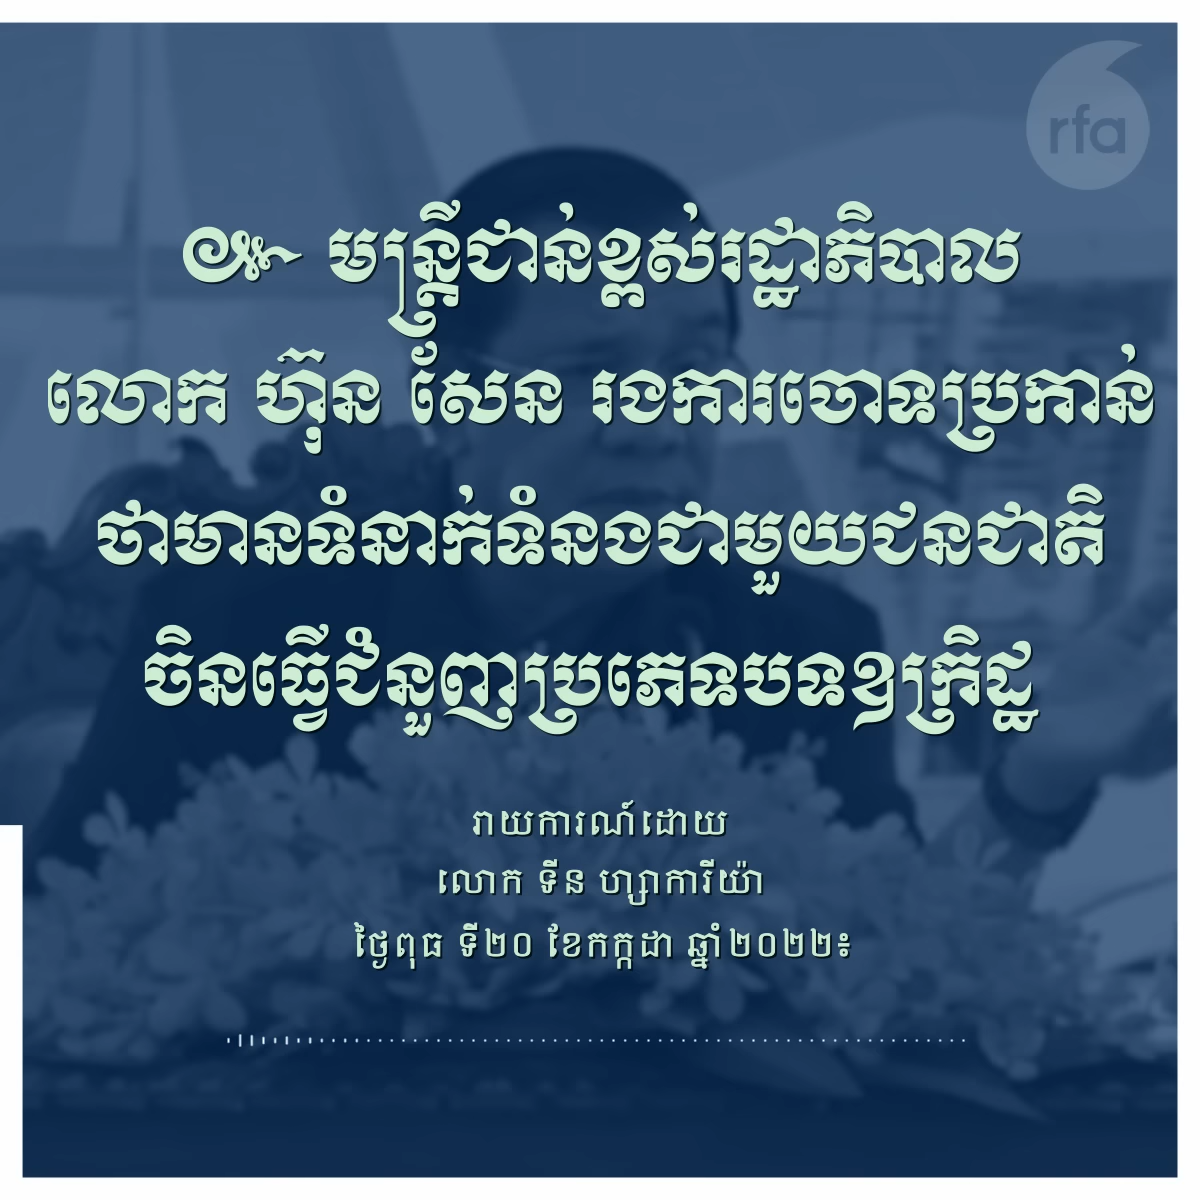 rfa
៙ មន្ត្រីជាន់ខ្ពស់រដ្ឋាភិបាល
លោក ហ៊ុន សែន រងការចោទប្រកាន់
ថាមានទំនាក់ទំនងជាមួយជនជាតិ
ចិនធ្វើជំនួញប្រភេទបទឧក្រិដ្ឋ
រាយការណ៍ដោយ
លោក ទីន ហ្សាការីយ៉ា
ថ្ងៃពុធ ទី២០ ខែកក្កដា ឆ្នាំ២០២២៖